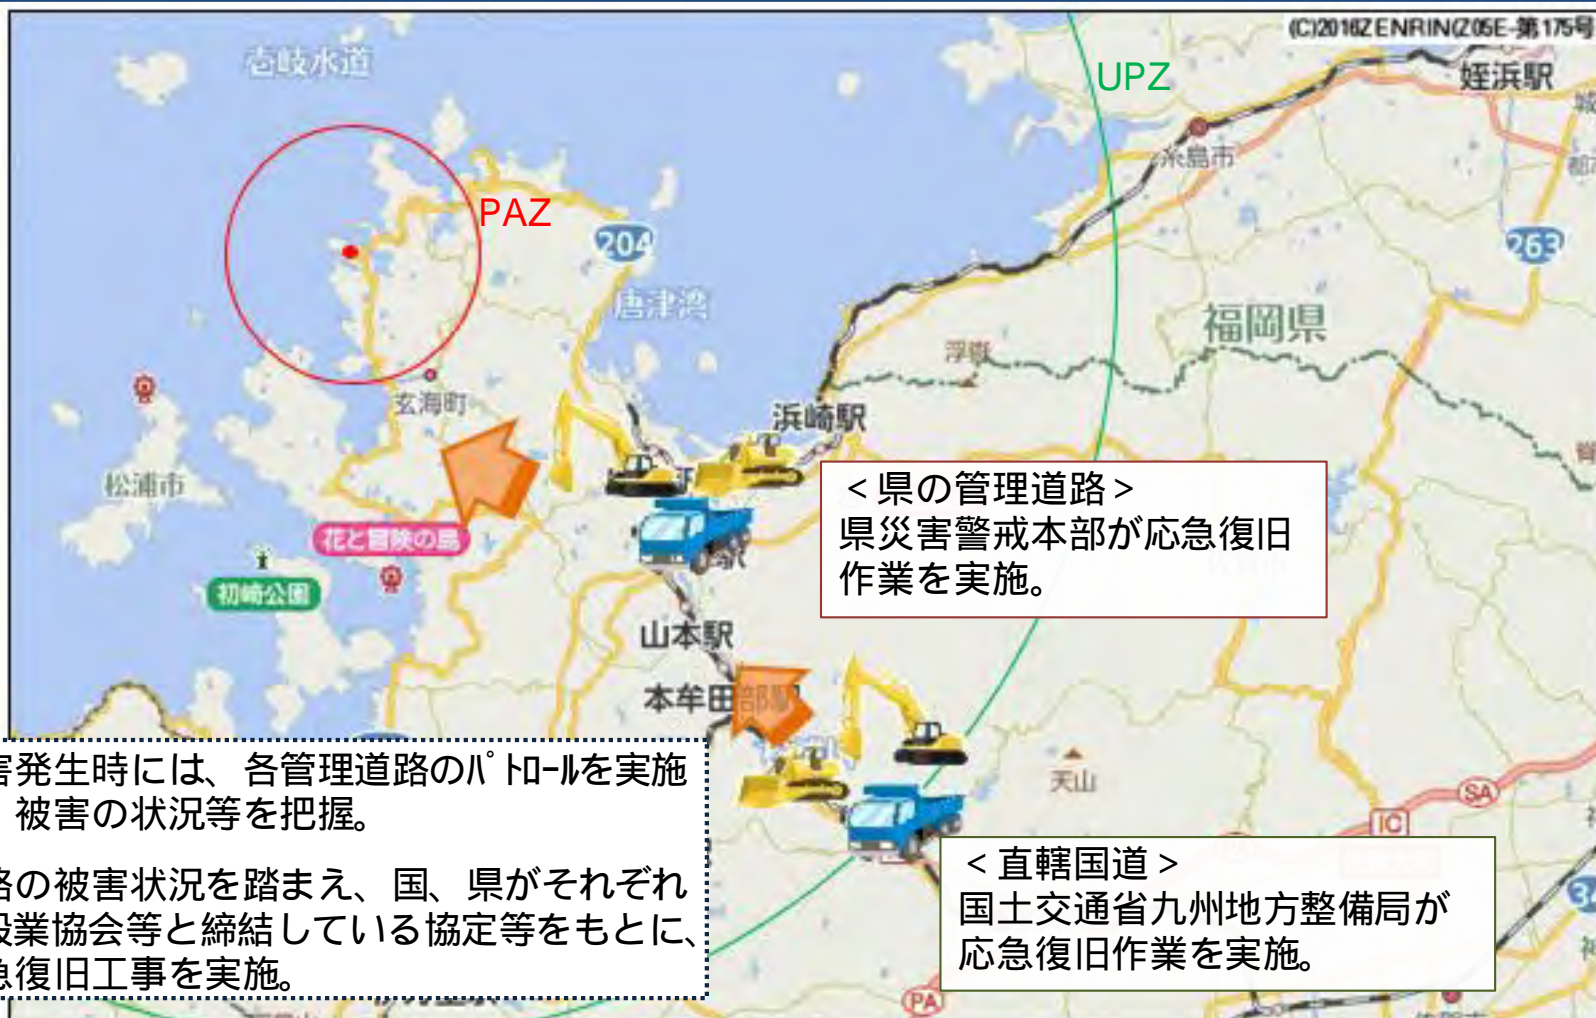 (C)2016ZENRIN(Z05E-第175号
壱岐水道
UPZ
姪浜駅
糸島市
PAZ
204
263
唐津湾
福岡県
浮嶽
玄海町
浜崎駅
松浦市
花と冒険の島
初崎公園
<県の管理道路>
県災害警戒本部が応急復旧
作業を実施。
駅
山本駅
本牟田部駅
天山
SA
IC
害発生時には、各管理道路のパトロールを実施
被害の状況等を把握。
路の被害状況を踏まえ、国、県がそれぞれ
設業協会等と締結している協定等をもとに、
急復旧工事を実施。
<直轄国道>
国土交通省九州地方整備局が
応急復旧作業を実施。
34
PA